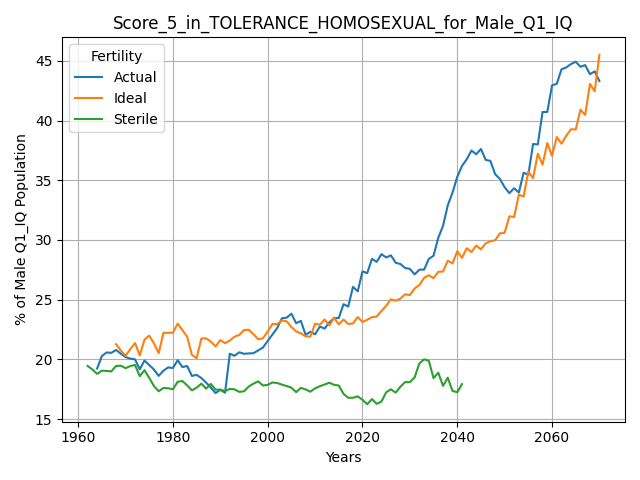 Score_5_in_TOLERANCE_HOMOSEXUAL_for_Male_Q1_IQ
Fertility
Actual
Ideal
Sterile
% of Male Q1_IQ Population
45
40
35
30
25
20
15
1960
1980
2000
2020
2040
2060
Years